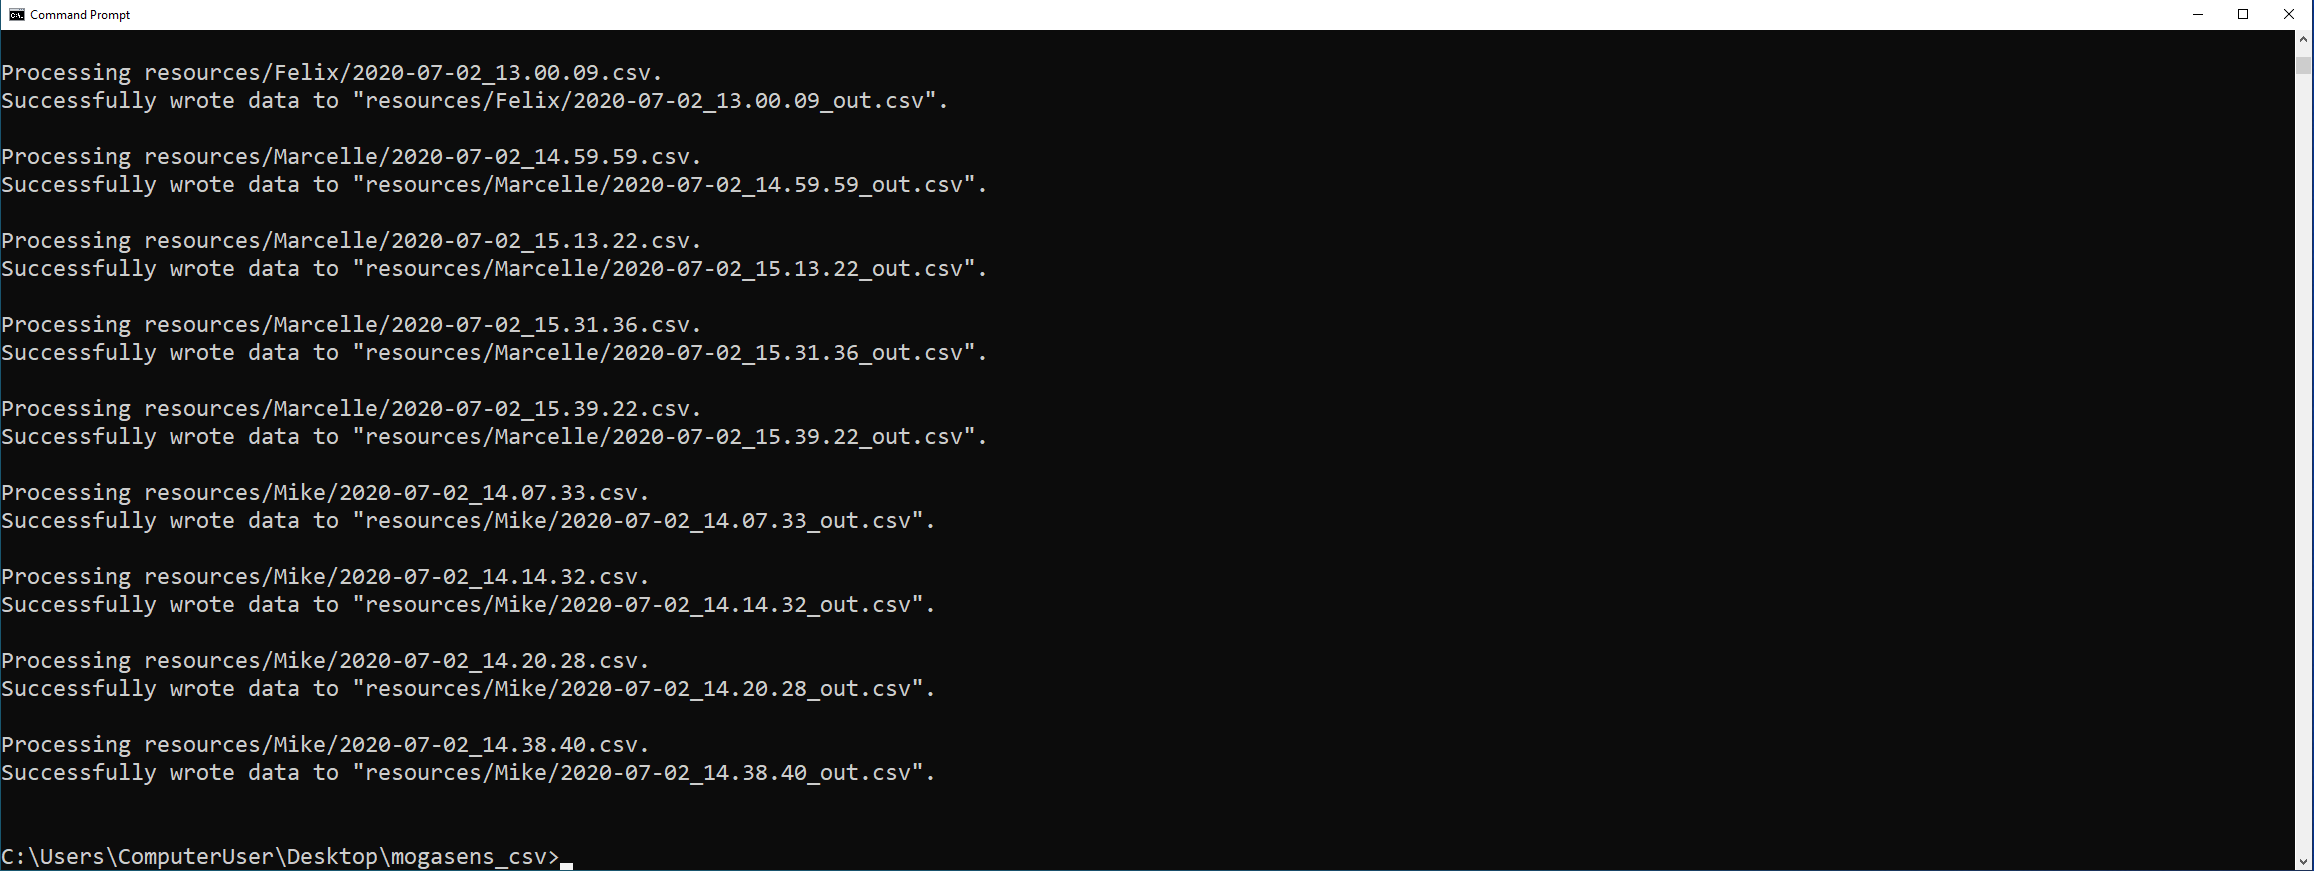 Command Prompt
Processing resources/Felix/2020-07-02_13.00.09.csv.
Successfully wrote data to "resources/Felix/2020-07-02_13.00.09_out.csv".
Processing resources/Marcelle/2020-07-02_14.59.59.csv.
Successfully wrote data to "resources/Marcelle/2020-07-02_14.59.59_out.csv".
Processing resources/Marcelle/2020-07-02_15.13.22.csv.
Successfully wrote data to "resources/Marcelle/2020-07-02_15.13.22_out.csv".
Processing resources/Marcelle/2020-07-02_15.31.36.csv.
Successfully wrote data to "resources/Marcelle/2020-07-02_15.31.36_out.csv".
Processing resources/Marcelle/2020-07-02_15.39.22.csv.
Successfully wrote data to "resources/Marcelle/2020-07-02_15.39.22_out.csv".
Processing resources/Mike/2020-07-02_14.07.33.csv.
Successfully wrote data to "resources/Mike/2020-07-02_14.07.33_out.csv".
Processing resources/Mike/2020-07-02_14.14.32.csv.
Successfully wrote data to "resources/Mike/2020-07-02_14.14.32_out.csv".
Processing resources/Mike/2020-07-02_14.20.28.csv.
Successfully wrote data to "resources/Mike/2020-07-02_14.20.28_out.csv".
Processing resources/Mike/2020-07-02_14.38.40.csv.
Successfully wrote data to "resources/Mike/2020-07-02_14.38.40_out.csv".
C:\Users\ComputerUser\Desktop\mogasens_csv>